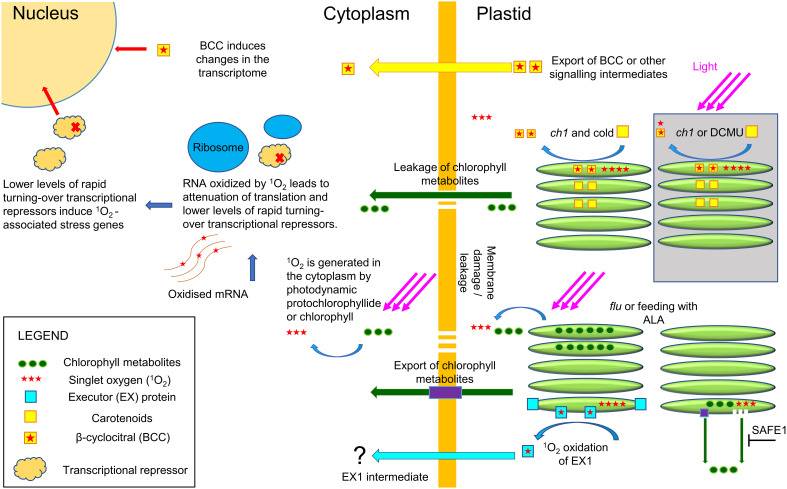 Nucleus
Cytoplasm
Plastid
BCC induces
changes in the
transcriptome
Export of BCC or other
signalling intermediates
Light
ch1 and cold
ch1 or DCMU
Ribosome
Leakage of chlorophyll
metabolites
Lower levels of rapid
turning-over transcriptional
repressors induce ¹O₂-
associated stress genes
RNA oxidized by ¹O₂ leads to
attenuation of translation and
lower levels of rapid turning-
over transcriptional repressors.
Oxidised mRNA
¹O₂ is generated in
the cytoplasm by
photodynamic
protochlorophyllide
or chlorophyll
Membrane
damage /
leakage
flu or feeding with
ALA
Export of chlorophyll
metabolites
SAFE1
¹O₂ oxidation
of EX1
?
EX1 intermediate
LEGEND
Chlorophyll metabolites
Singlet oxygen (¹O₂)
Executor (EX) protein
Carotenoids
β-cyclocitral (BCC)
Transcriptional repressor